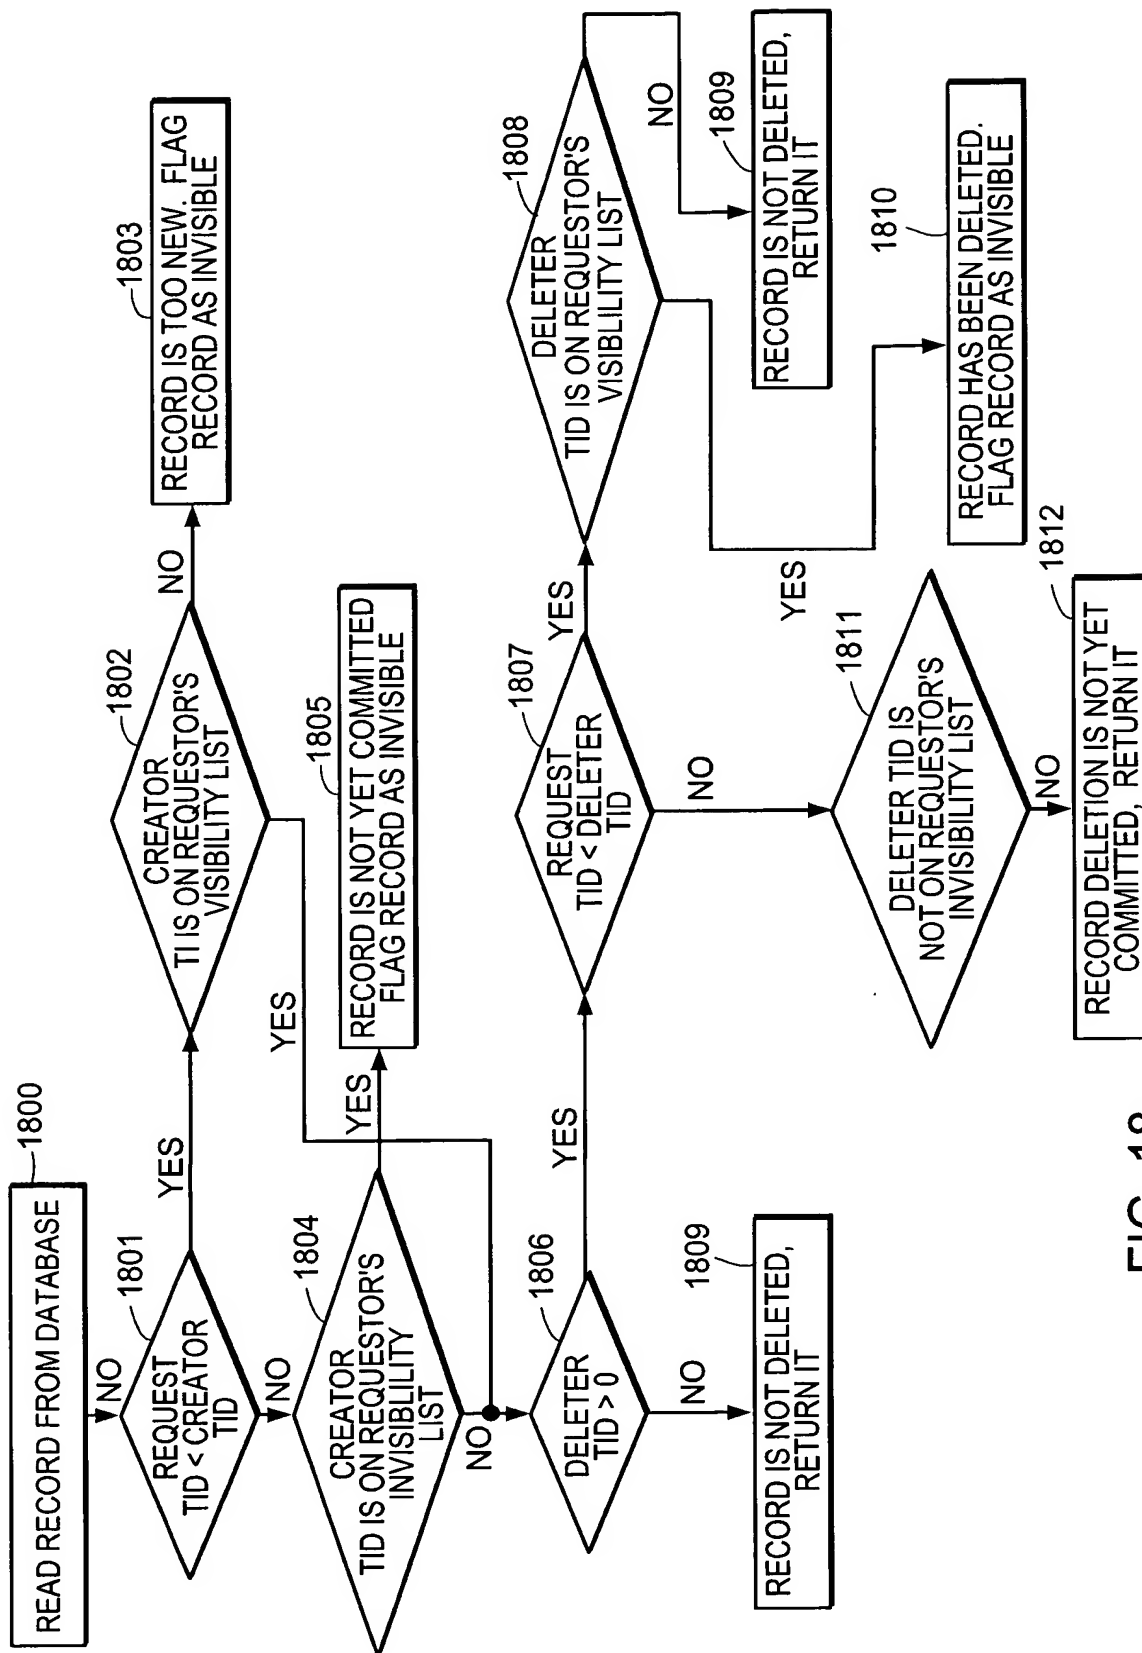 1800
READ RECORD FROM DATABASE
NO
1801
REQUEST
TID < CREATOR
TID
YES
1802
CREATOR
TI IS ON REQUESTOR'S
VISIBILITY LIST
NO
1803
RECORD IS TOO NEW. FLAG
RECORD AS INVISIBLE
YES
NO
1804
CREATOR
TID IS ON REQUESTOR'S
INVISIBLILITY
LIST
YES
1805
RECORD IS NOT YET COMMITTED
FLAG RECORD AS INVISIBLE
NO
1806
DELETER
TID > 0
YES
1807
REQUEST
TID < DELETER
TID
YES
1808
DELETER
TID IS ON REQUESTOR'S
VISIBLILITY LIST
NO
1809
RECORD IS NOT DELETED,
RETURN IT
NO
1809
RECORD IS NOT DELETED,
RETURN IT
NO
YES
1810
RECORD HAS BEEN DELETED.
FLAG RECORD AS INVISIBLE
1811
DELETER TID IS
NOT ON REQUESTOR'S
INVISIBILITY LIST
NO
1812
RECORD DELETION IS NOT YET
COMMITTED, RETURN IT
FIG. 18